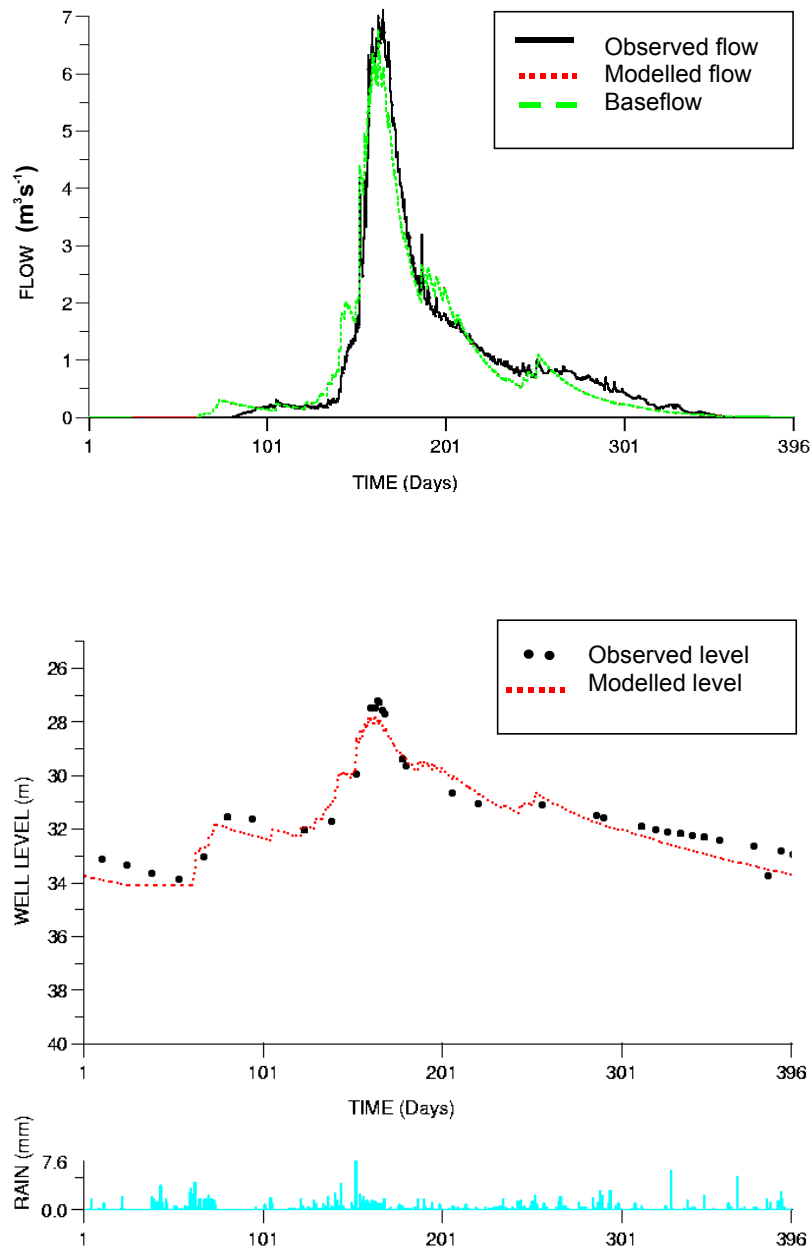 7
6
5
4
3
2
1
0
FLOW (m³s⁻¹)
Observed flow
Modelled flow
Baseflow
1 101 201 301 396
TIME (Days)
26
28
30
32
34
36
38
40
WELL LEVEL (m)
Observed level
Modelled level
1 101 201 301 396
TIME (Days)
RAIN (mm)
7.6
0.0
1 101 201 301 396